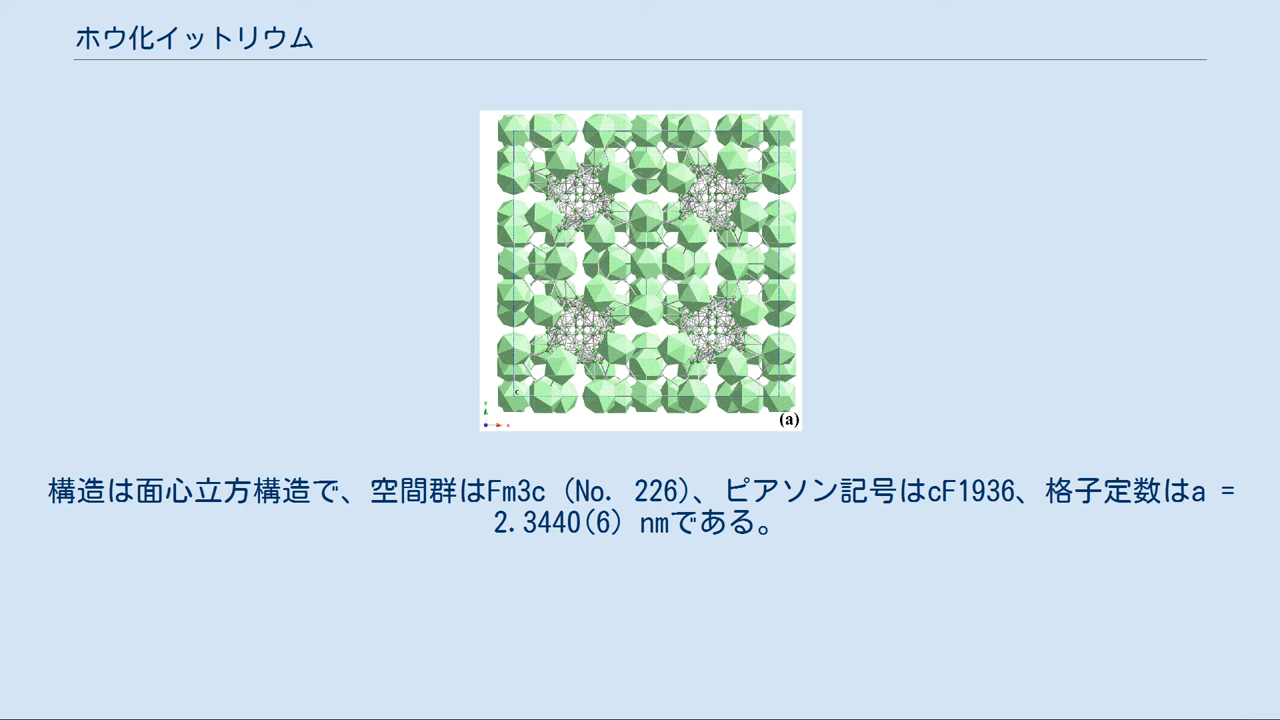 ホウ化イットリウム
c
y
x
(a)
構造は面心立方構造で、空間群はFm3c (No. 226)、ピアソン記号はcF1936、格子定数はa =
2.3440(6) nmである。